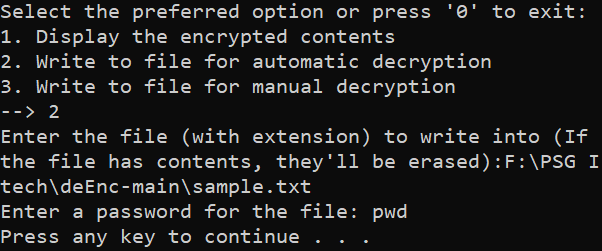 Select the preferred option or press '0' to exit:
1. Display the encrypted contents
2. Write to file for automatic decryption
3. Write to file for manual decryption
--> 2
Enter the file (with extension) to write into (If
the file has contents, they'll be erased):F:\PSG I
tech\deEnc-main\sample.txt
Enter a password for the file: pwd
Press any key to continue . . .